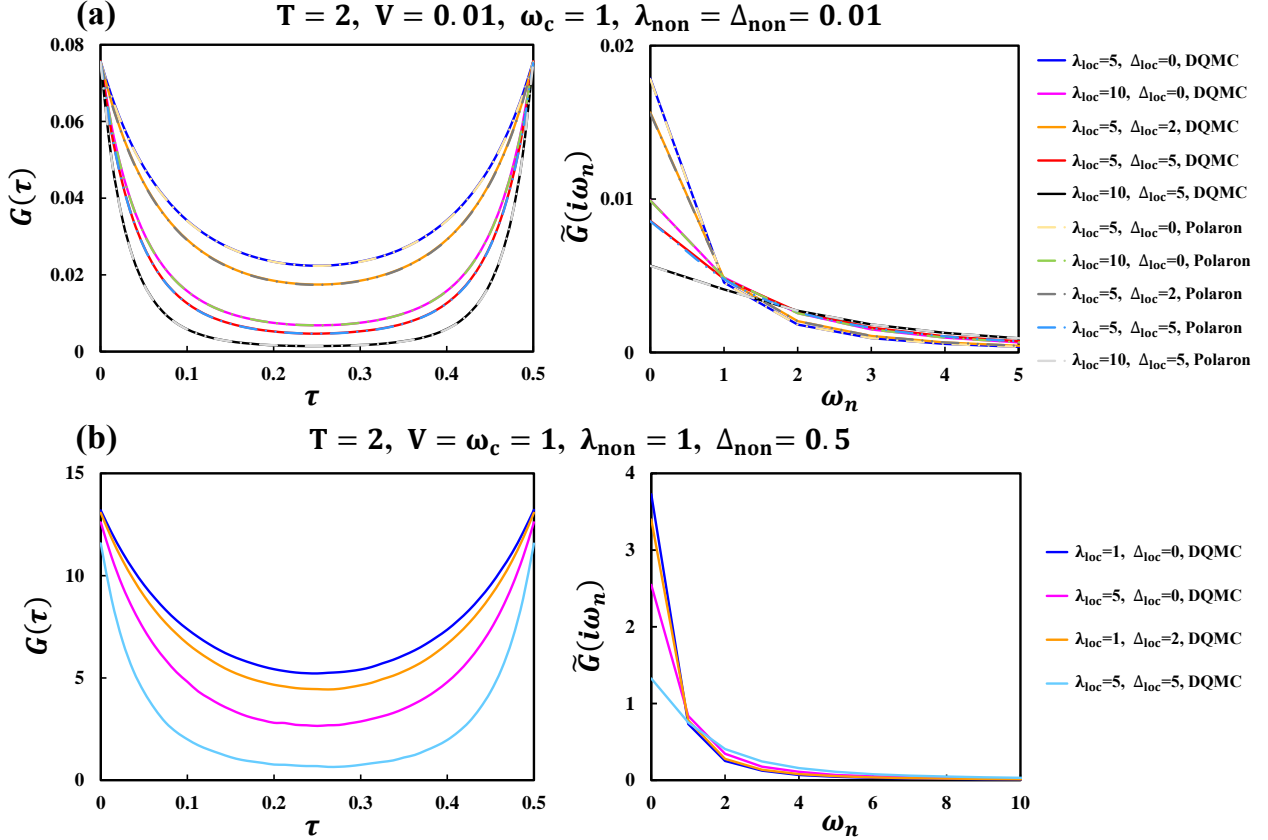 (a) T = 2, V = 0.01, ω_c = 1, λ_non = Δ_non = 0.01
G(τ)
0.08
0.06
0.04
0.02
0
0 0.1 0.2 0.3 0.4 0.5
τ
G̃(iω_n)
0.02
0.01
0
0 1 2 3 4 5
ω_n
λ_loc=5, Δ_loc=0, DQMC
λ_loc=10, Δ_loc=0, DQMC
λ_loc=5, Δ_loc=2, DQMC
λ_loc=5, Δ_loc=5, DQMC
λ_loc=10, Δ_loc=5, DQMC
λ_loc=5, Δ_loc=0, Polaron
λ_loc=10, Δ_loc=0, Polaron
λ_loc=5, Δ_loc=2, Polaron
λ_loc=5, Δ_loc=5, Polaron
λ_loc=10, Δ_loc=5, Polaron
(b) T = 2, V = ω_c = 1, λ_non = 1, Δ_non = 0.5
G(τ)
15
10
5
0
0 0.1 0.2 0.3 0.4 0.5
τ
G̃(iω_n)
4
3
2
1
0
0 2 4 6 8 10
ω_n
λ_loc=1, Δ_loc=0, DQMC
λ_loc=5, Δ_loc=0, DQMC
λ_loc=1, Δ_loc=2, DQMC
λ_loc=5, Δ_loc=5, DQMC